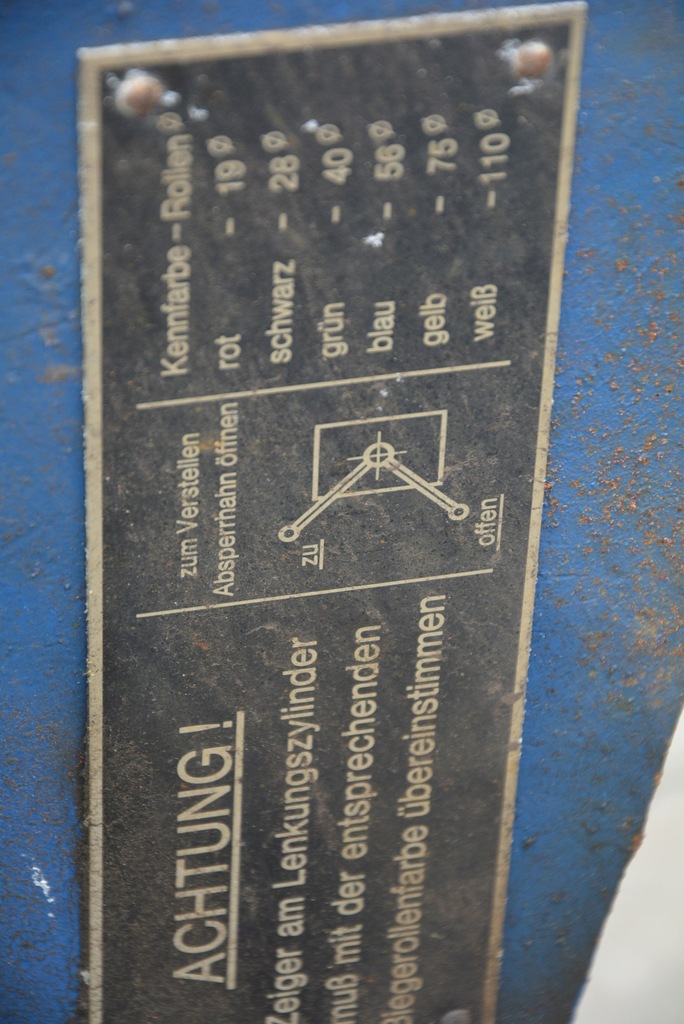 ACHTUNG!
Zeiger am Lenkungszylinder
muß mit der entsprechenden
Biegerollenfarbe übereinstimmen
zum Verstellen
Absperrhahn öffnen
zu
offen
Kennfarbe - Rollen Ø
rot - 19 Ø
schwarz - 28 Ø
grün - 40 Ø
blau - 56 Ø
gelb - 75 Ø
weiß - 110 Ø